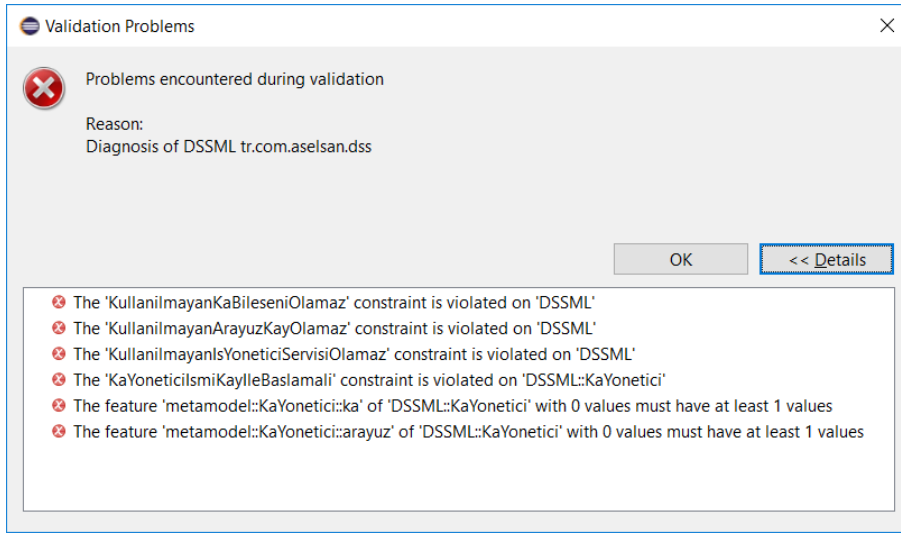 Validation Problems
Problems encountered during validation
Reason:
Diagnosis of DSSML tr.com.aselsan.dss
OK
<< Details
The 'KullanilmayanKaBileseniOlamaz' constraint is violated on 'DSSML'
The 'KullanilmayanArayuzKayOlamaz' constraint is violated on 'DSSML'
The 'KullanilmayanIsYoneticiServisiOlamaz' constraint is violated on 'DSSML'
The 'KaYoneticiIsmiKayIleBaslamali' constraint is violated on 'DSSML::KaYonetici'
The feature 'metamodel::KaYonetici::ka' of 'DSSML::KaYonetici' with 0 values must have at least 1 values
The feature 'metamodel::KaYonetici::arayuz' of 'DSSML::KaYonetici' with 0 values must have at least 1 values